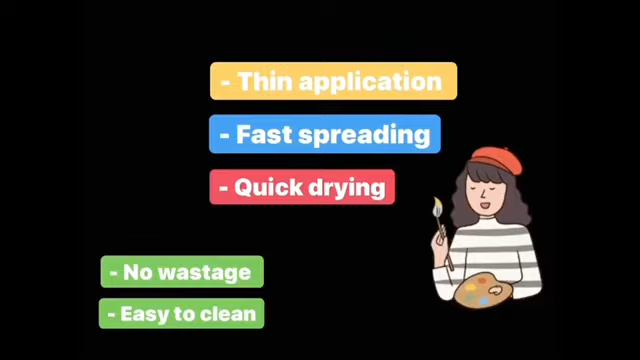 - Thin application
- Fast spreading
- Quick drying
- No wastage
- Easy to clean